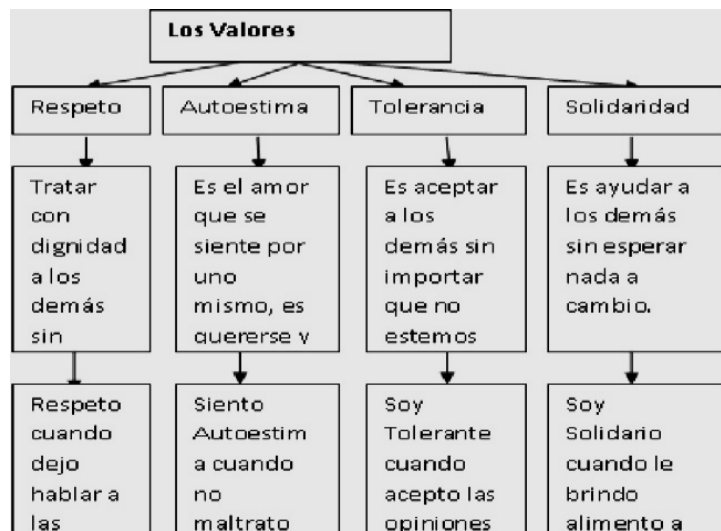 Los Valores
Respeto
Autoestima
Tolerancia
Solidaridad
Tratar
con
dignidad
a los
demás
sin
Es el amor
que se
siente por
uno
mismo, es
quererse y
Es aceptar
a los
demás sin
importar
que no
estemos
Es ayudar a
los demás
sin esperar
nada a
cambio.
Respeto
cuando
dejo
hablar a
las
Siento
Autoestim
a cuando
no
maltrato
Soy
Tolerante
cuando
acepto las
opiniones
Soy
Solidario
cuando le
brindo
alimento a